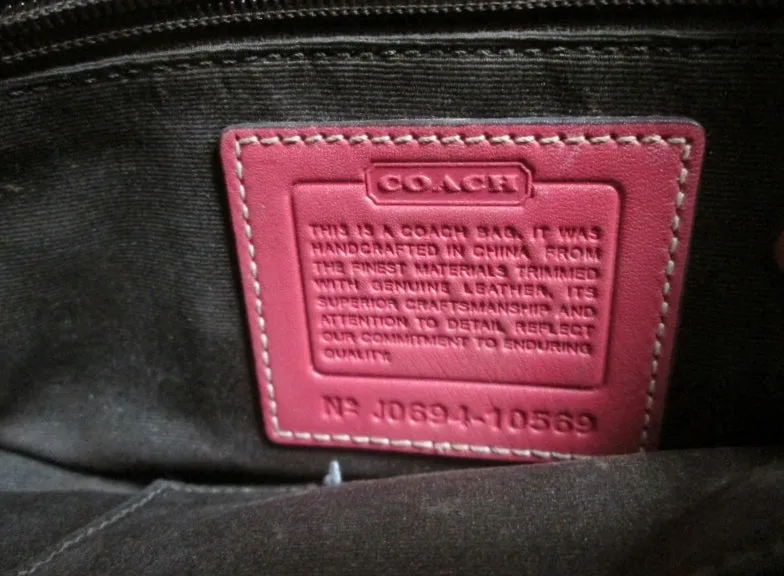 COACH
THIS IS A COACH BAG. IT WAS
HANDCRAFTED IN CHINA FROM
THE FINEST MATERIALS TRIMMED
WITH GENUINE LEATHER. ITS
SUPERIOR CRAFTSMANSHIP AND
ATTENTION TO DETAIL REFLECT
OUR COMMITMENT TO ENDURING
QUALITY.
Nº J0694-10569